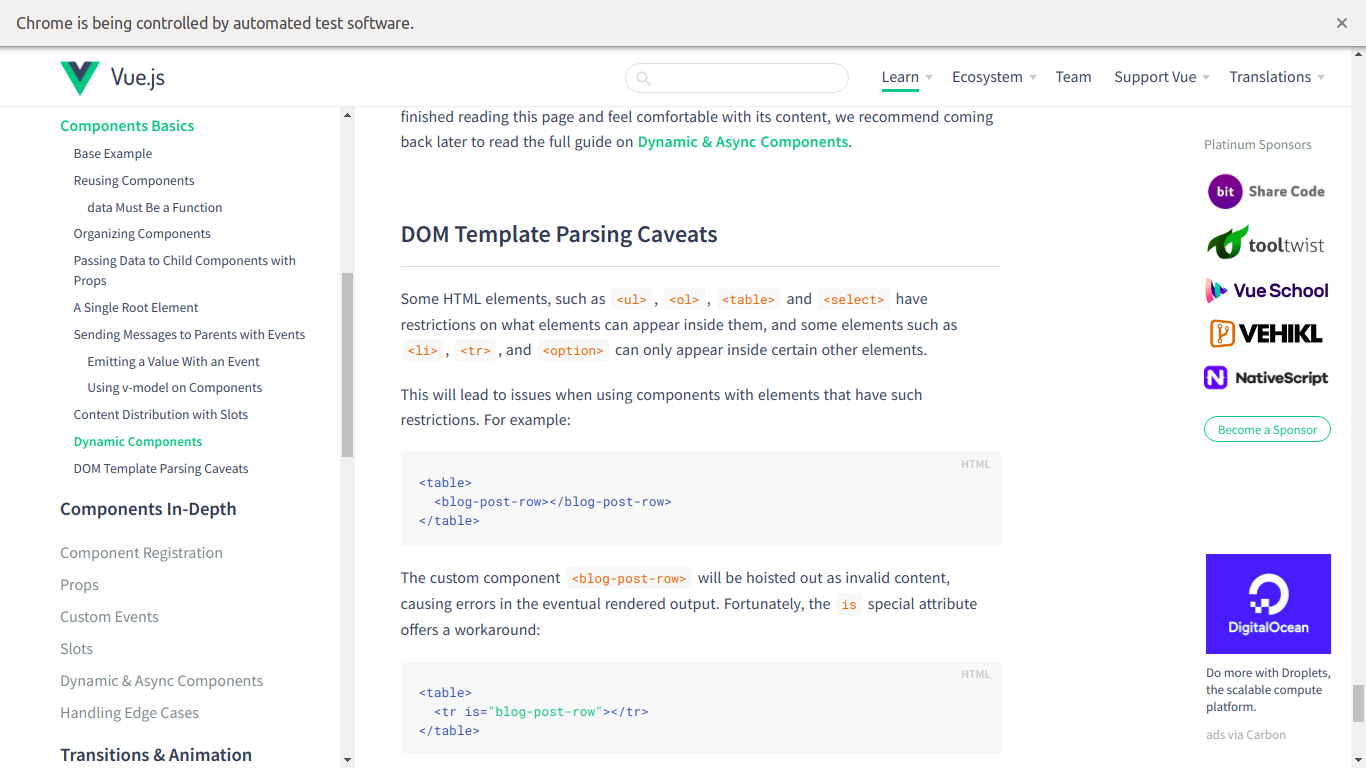 Chrome is being controlled by automated test software.
Vue.js
Learn
Ecosystem
Team
Support Vue
Translations
Components Basics
Base Example
Reusing Components
data Must Be a Function
Organizing Components
Passing Data to Child Components with
Props
A Single Root Element
Sending Messages to Parents with Events
Emitting a Value With an Event
Using v-model on Components
Content Distribution with Slots
Dynamic Components
DOM Template Parsing Caveats
Components In-Depth
Component Registration
Props
Custom Events
Slots
Dynamic & Async Components
Handling Edge Cases
Transitions & Animation
finished reading this page and feel comfortable with its content, we recommend coming
back later to read the full guide on Dynamic & Async Components.
DOM Template Parsing Caveats
Some HTML elements, such as <ul> , <ol> , <table> and <select> have
restrictions on what elements can appear inside them, and some elements such as
<li> , <tr> , and <option> can only appear inside certain other elements.
This will lead to issues when using components with elements that have such
restrictions. For example:
HTML
<table>
  <blog-post-row></blog-post-row>
</table>
The custom component <blog-post-row> will be hoisted out as invalid content,
causing errors in the eventual rendered output. Fortunately, the is special attribute
offers a workaround:
HTML
<table>
  <tr is="blog-post-row"></tr>
</table>
Platinum Sponsors
bit Share Code
tooltwist
Vue School
VEHIKL
NativeScript
Become a Sponsor
DigitalOcean
Do more with Droplets,
the scalable compute
platform.
ads via Carbon